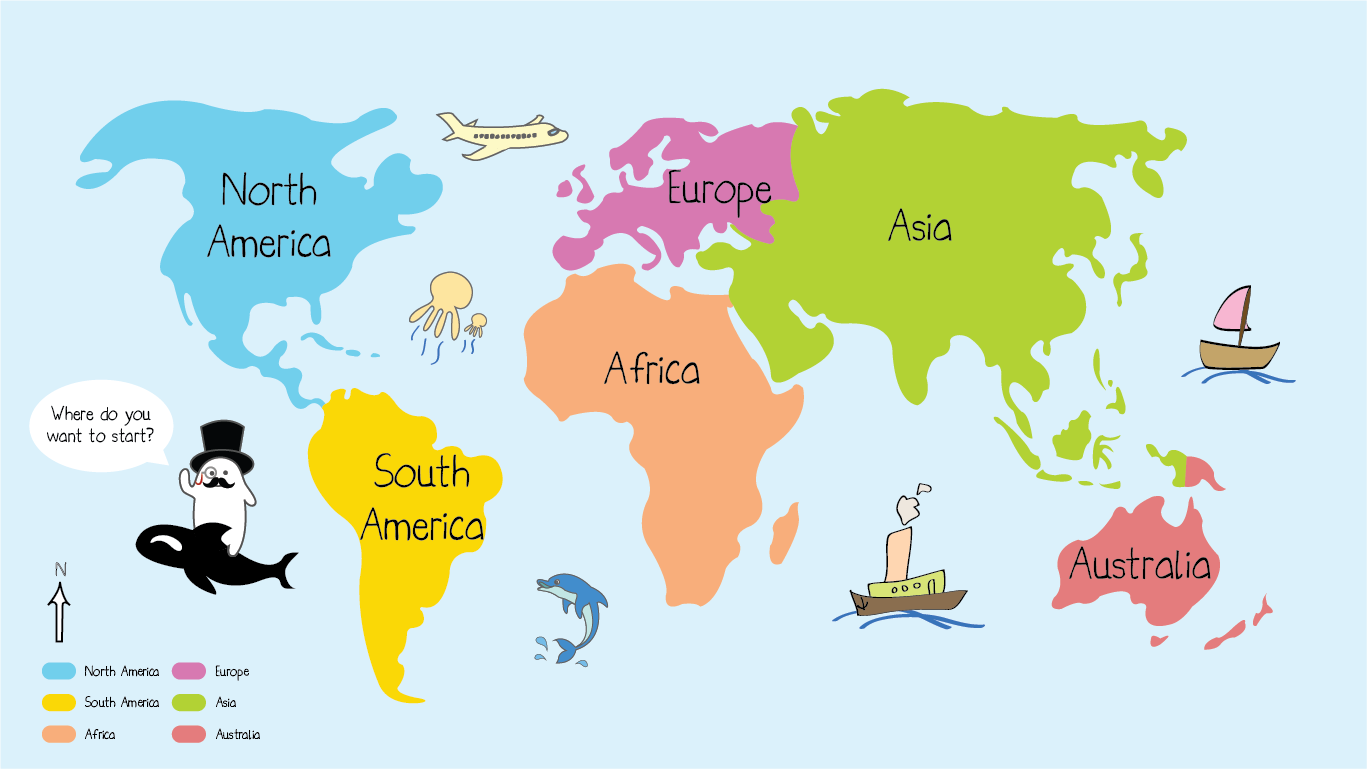 North
America
Europe
Asia
Africa
Where do you
want to start?
South
America
Australia
N
North America
South America
Africa
Europe
Asia
Australia